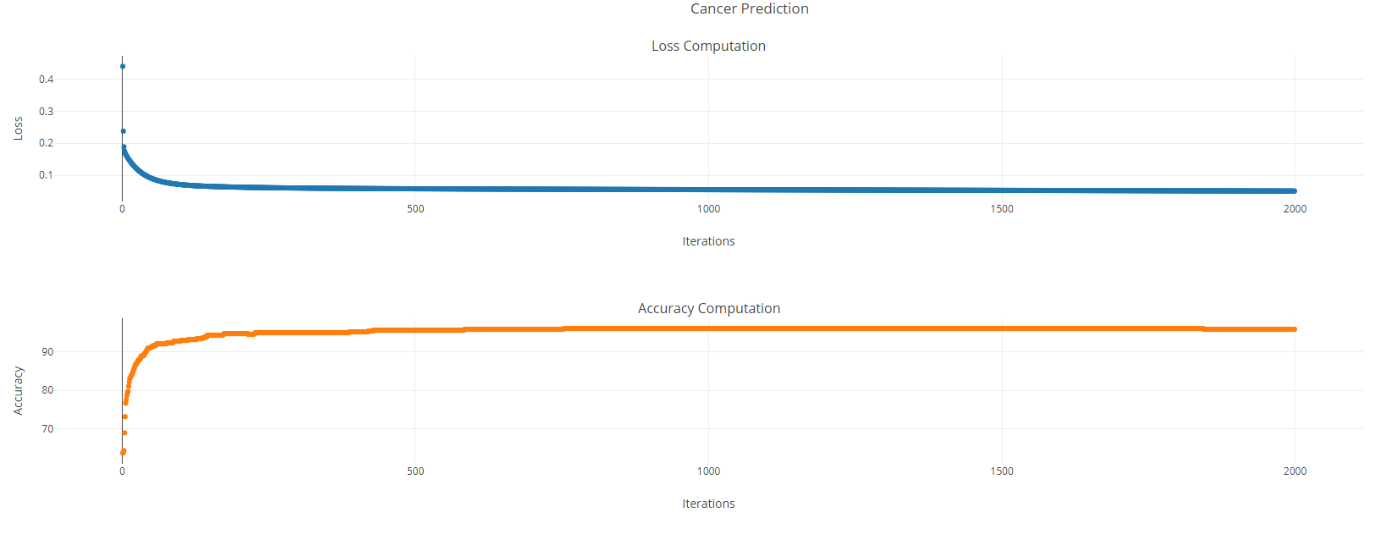 Cancer Prediction
Loss Computation
0.4
0.3
0.2
0.1
Loss
0 500 1000 1500 2000
Iterations
Accuracy Computation
90
80
70
Accuracy
0 500 1000 1500 2000
Iterations